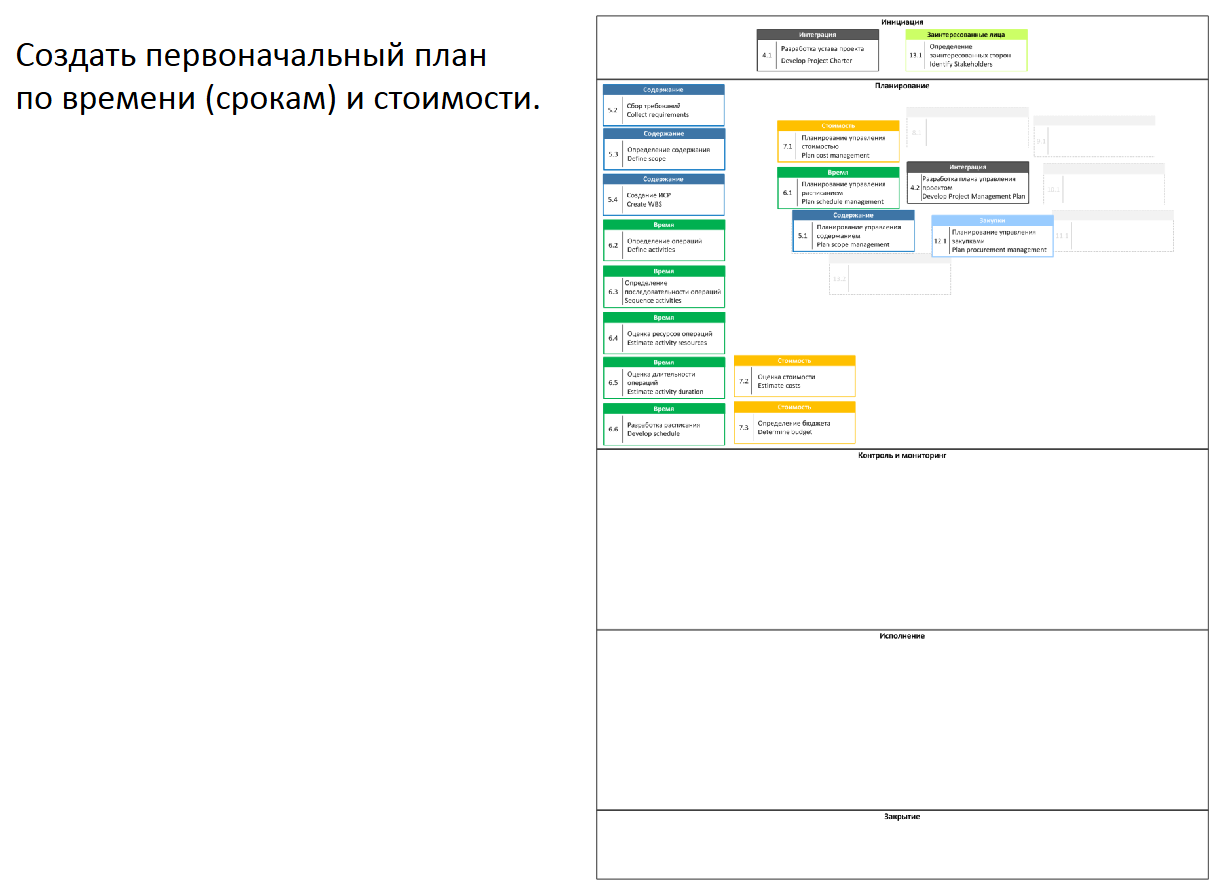 Создать первоначальный план
по времени (срокам) и стоимости.
Инициация
Интеграция
4.1
Разработка устава проекта
Develop Project Charter
Заинтересованные лица
13.1
Определение
заинтересованных сторон
Identify Stakeholders
Планирование
Содержание
5.2
Сбор требований
Collect requirements
Содержание
5.3
Определение содержания
Define scope
Содержание
5.4
Создание ИСР
Create WBS
Время
6.2
Определение операций
Define activities
Время
6.3
Определение
последовательности операций
Sequence activities
Время
6.4
Оценка ресурсов операций
Estimate activity resources
Время
6.5
Оценка длительности
операций
Estimate activity duration
Время
6.6
Разработка расписания
Develop schedule
Стоимость
7.1
Планирование управления
стоимостью
Plan cost management
Время
6.1
Планирование управления
расписанием
Plan schedule management
Интеграция
4.2
Разработка плана управления
проектом
Develop Project Management Plan
Содержание
5.1
Планирование управления
содержанием
Plan scope management
Закупки
12.1
Планирование управления
закупками
Plan procurement management
Стоимость
7.2
Оценка стоимости
Estimate costs
Стоимость
7.3
Определение бюджета
Determine budget
Контроль и мониторинг
Исполнение
Закрытие